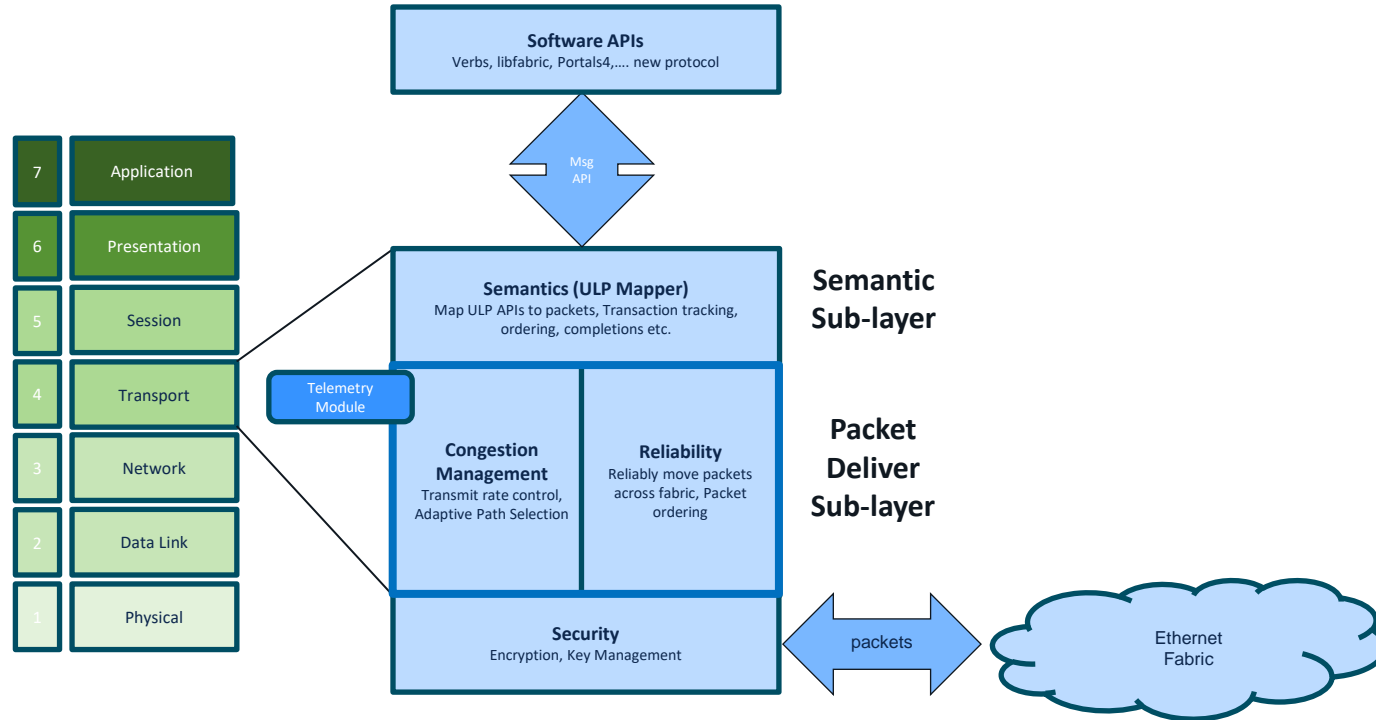 Software APIs
Verbs, libfabric, Portals4,.... new protocol
Msg
API
7
Application
6
Presentation
5
Session
4
Transport
3
Network
2
Data Link
1
Physical
Semantics (ULP Mapper)
Map ULP APIs to packets, Transaction tracking,
ordering, completions etc.
Semantic
Sub-layer
Telemetry
Module
Congestion
Management
Transmit rate control,
Adaptive Path Selection
Reliability
Reliably move packets
across fabric, Packet
ordering
Packet
Deliver
Sub-layer
Security
Encryption, Key Management
packets
Ethernet
Fabric